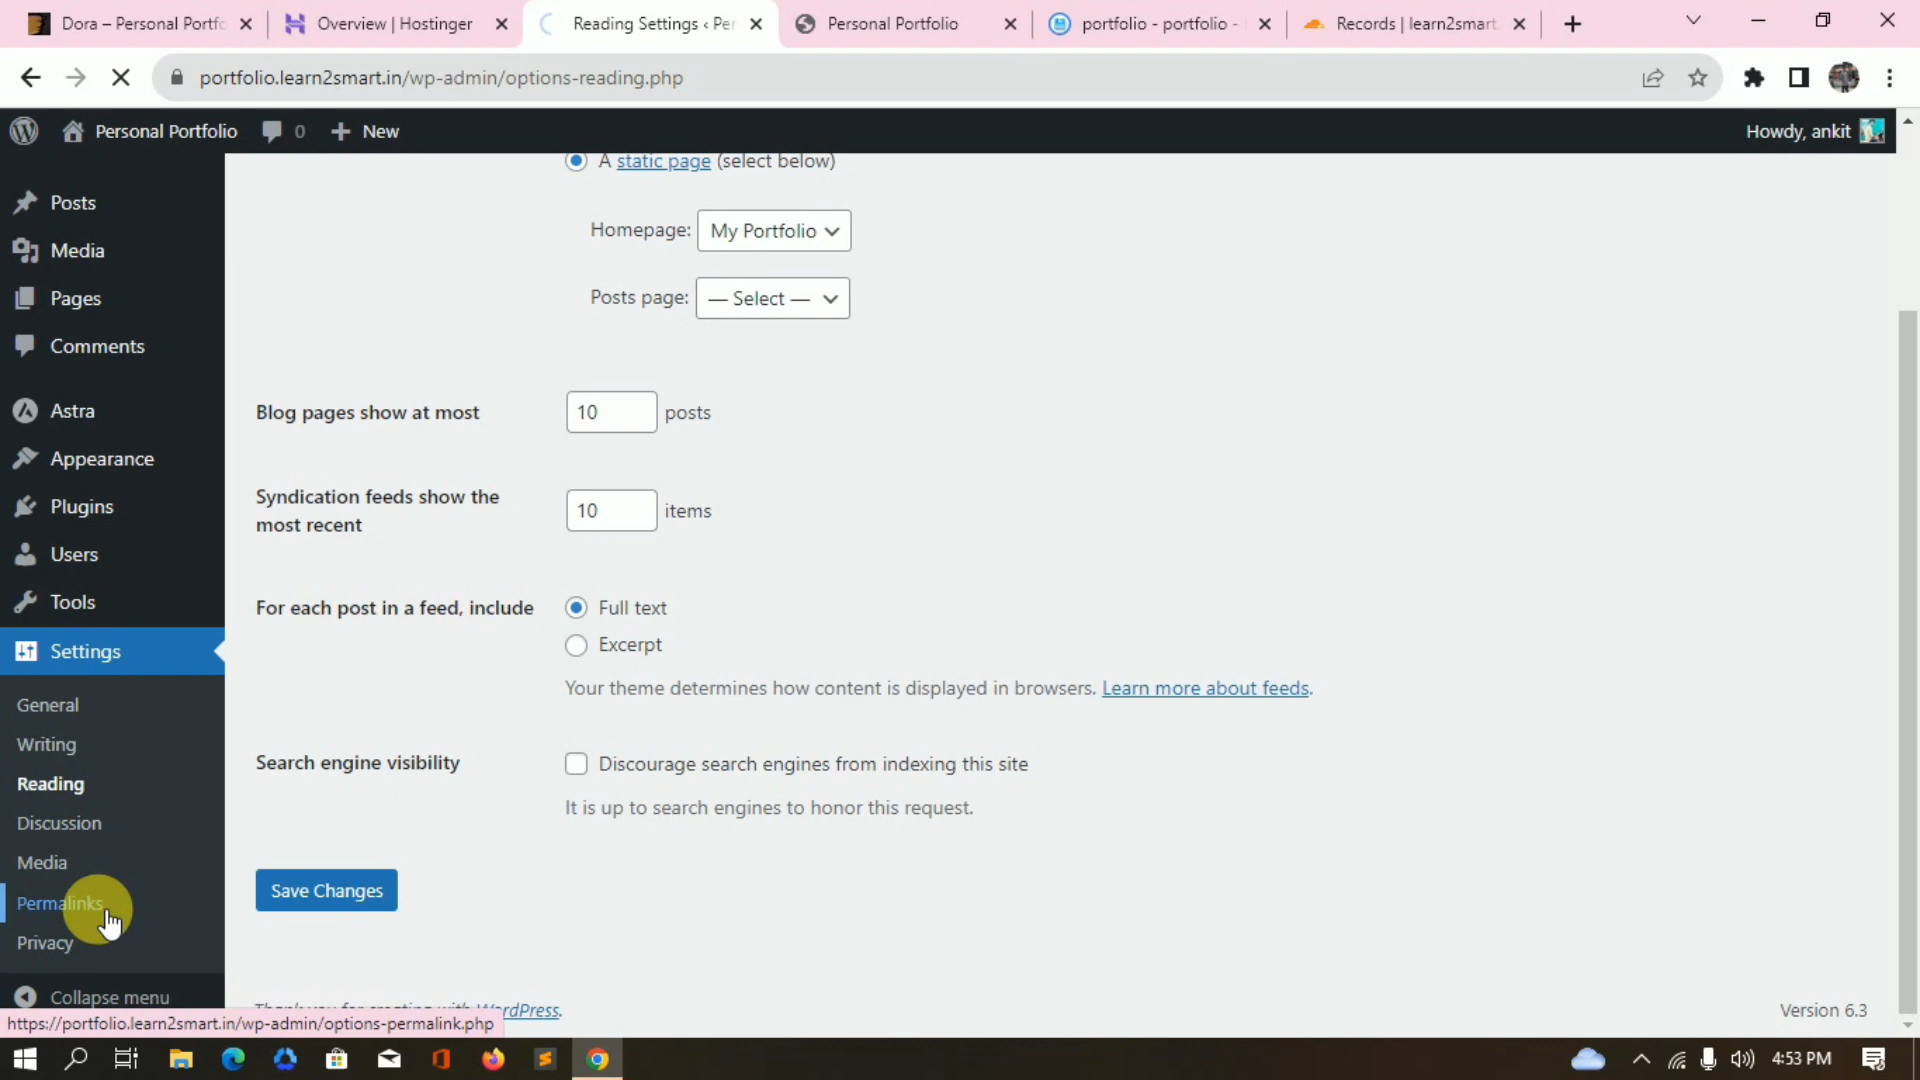 Dora – Personal Portfo
Overview | Hostinger
Reading Settings ‹ Per
Personal Portfolio
portfolio - portfolio -
Records | learn2smart.
portfolio.learn2smart.in/wp-admin/options-reading.php
Personal Portfolio 0 New
Howdy, ankit
A static page (select below)
Posts
Homepage: My Portfolio
Media
Pages
Posts page: — Select —
Comments
Astra
Blog pages show at most 10 posts
Appearance
Plugins
Syndication feeds show the
most recent
10 items
Users
Tools
For each post in a feed, include
Full text
Excerpt
Settings
Your theme determines how content is displayed in browsers. Learn more about feeds.
General
Writing
Reading
Search engine visibility
Discourage search engines from indexing this site
It is up to search engines to honor this request.
Discussion
Media
Permalinks
Privacy
Save Changes
Collapse menu
Thank you for creating with WordPress.
Version 6.3
https://portfolio.learn2smart.in/wp-admin/options-permalink.php
4:53 PM